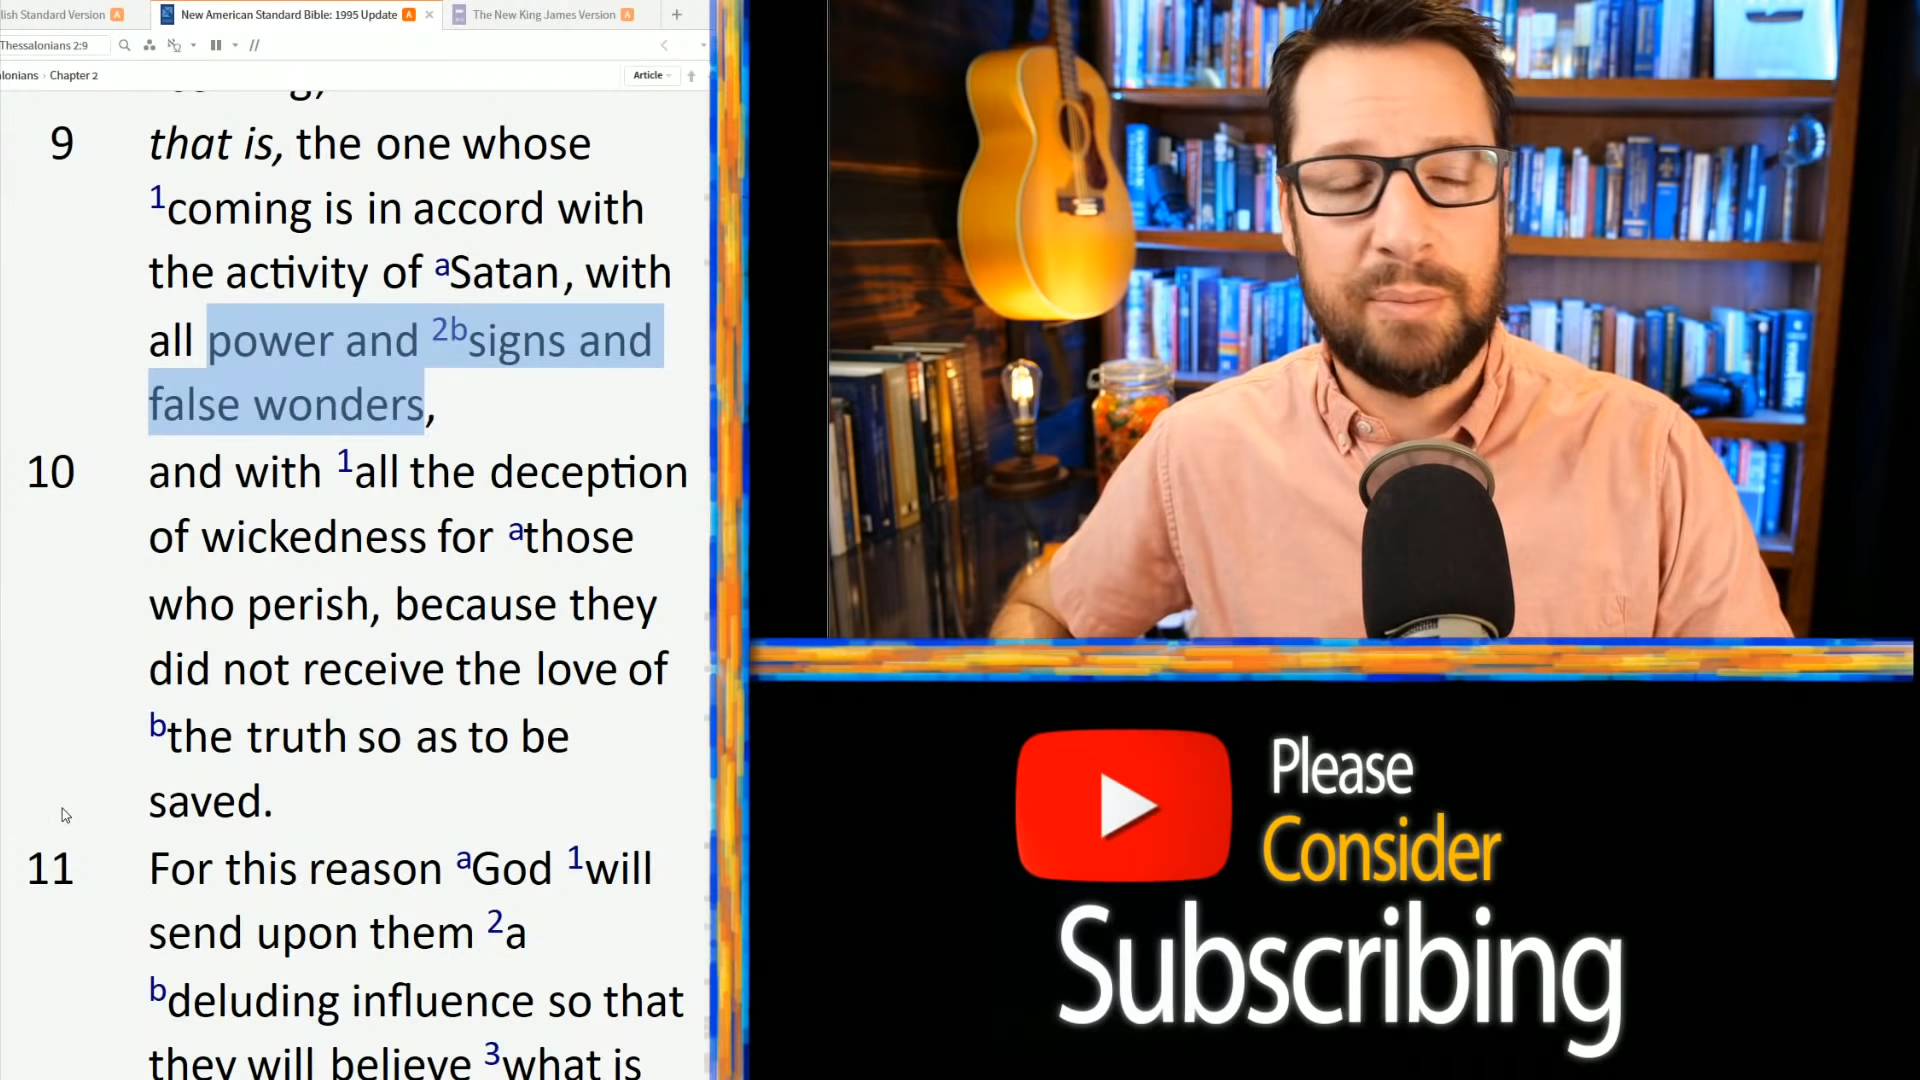 lish Standard Version A
New American Standard Bible: 1995 Update A
The New King James Version A
Thessalonians 2:9
lonians › Chapter 2
Article
9 that is, the one whose
1coming is in accord with
the activity of aSatan, with
all power and 2bsigns and
false wonders,
10 and with 1all the deception
of wickedness for athose
who perish, because they
did not receive the love of
bthe truth so as to be
saved.
11 For this reason aGod 1will
send upon them 2a
bdeluding influence so that
they will believe 3what is
Please
Consider
Subscribing